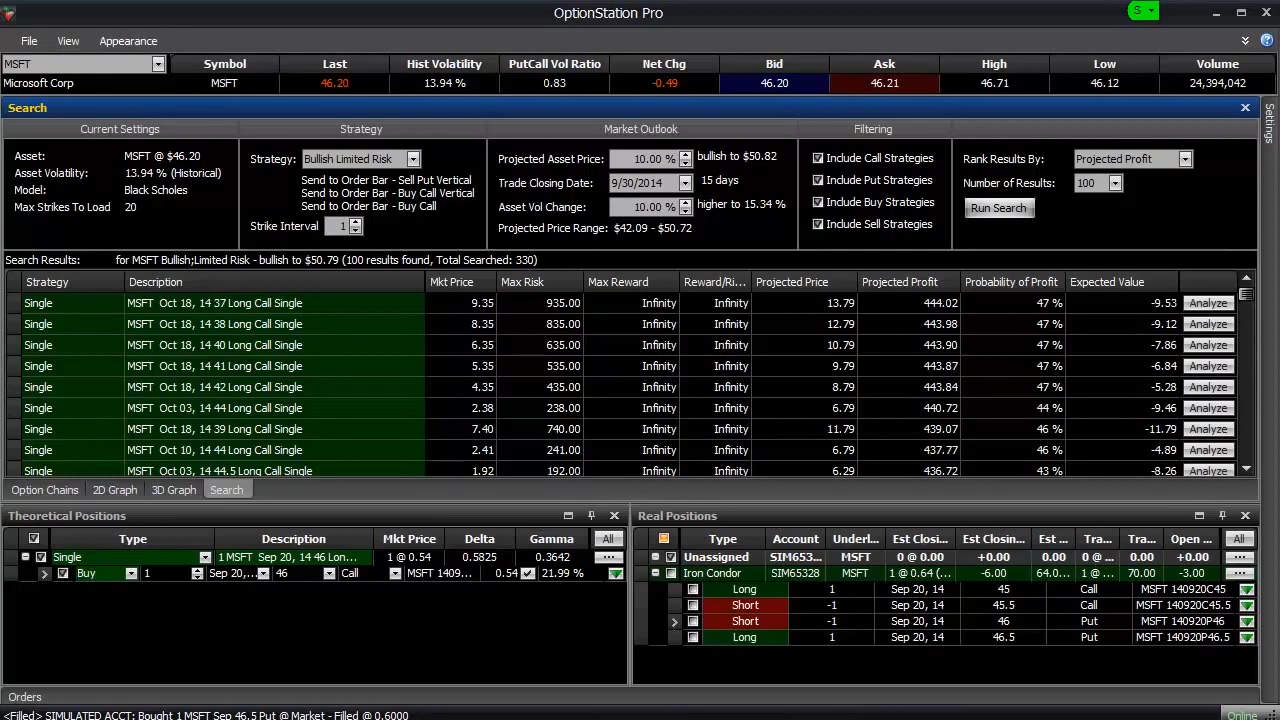 OptionStation Pro
S
File View Appearance
MSFT Symbol Last Hist Volatility PutCall Vol Ratio Net Chg Bid Ask High Low Volume
Microsoft Corp MSFT 46.20 13.94 % 0.83 -0.49 46.20 46.21 46.71 46.12 24,394,042
Search
Settings
Current Settings Strategy Market Outlook Filtering
Asset: MSFT @ $46.20 Strategy: Bullish Limited Risk Projected Asset Price: 10.00 % bullish to $50.82 Include Call Strategies Rank Results By: Projected Profit
Asset Volatility: 13.94 % (Historical) Send to Order Bar - Sell Put Vertical Trade Closing Date: 9/30/2014 15 days Include Put Strategies Number of Results: 100
Model: Black Scholes Send to Order Bar - Buy Call Vertical
Max Strikes To Load 20 Send to Order Bar - Buy Call Asset Vol Change: 10.00 % higher to 15.34 % Include Buy Strategies Run Search
Strike Interval 1 Projected Price Range: $42.09 - $50.72 Include Sell Strategies
Search Results: for MSFT Bullish;Limited Risk - bullish to $50.79 (100 results found, Total Searched: 330)
Strategy Description Mkt Price Max Risk Max Reward Reward/Ri... Projected Price Projected Profit Probability of Profit Expected Value
Single MSFT Oct 18, 14 37 Long Call Single 9.35 935.00 Infinity Infinity 13.79 444.02 47 % -9.53 Analyze
Single MSFT Oct 18, 14 38 Long Call Single 8.35 835.00 Infinity Infinity 12.79 443.98 47 % -9.12 Analyze
Single MSFT Oct 18, 14 40 Long Call Single 6.35 635.00 Infinity Infinity 10.79 443.90 47 % -7.86 Analyze
Single MSFT Oct 18, 14 41 Long Call Single 5.35 535.00 Infinity Infinity 9.79 443.87 47 % -6.84 Analyze
Single MSFT Oct 18, 14 42 Long Call Single 4.35 435.00 Infinity Infinity 8.79 443.84 47 % -5.28 Analyze
Single MSFT Oct 03, 14 44 Long Call Single 2.38 238.00 Infinity Infinity 6.79 440.72 44 % -9.46 Analyze
Single MSFT Oct 18, 14 39 Long Call Single 7.40 740.00 Infinity Infinity 11.79 439.07 46 % -11.79 Analyze
Single MSFT Oct 10, 14 44 Long Call Single 2.41 241.00 Infinity Infinity 6.79 437.77 46 % -4.89 Analyze
Single MSFT Oct 03, 14 44.5 Long Call Single 1.92 192.00 Infinity Infinity 6.29 436.72 43 % -8.26 Analyze
Option Chains 2D Graph 3D Graph Search
Theoretical Positions
Type Description Mkt Price Delta Gamma All
Single 1 MSFT Sep 20, 14 46 Lon... 1 @ 0.54 0.5825 0.3642 ...
Buy 1 Sep 20,... 46 Call MSFT 1409... 0.54 21.99 %
Real Positions
Type Account Underl... Est Closi... Est Closin... Est ... Tra... Tra... Open ... All
Unassigned SIM653... MSFT 0 @ 0.00 +0.00 0.00 0 @ ... 0.00 +0.00 ...
Iron Condor SIM65328 MSFT 1 @ 0.64 (... -6.00 64.0... 1 @ ... 70.00 -3.00 ...
Long 1 Sep 20, 14 45 Call MSFT 140920C45
Short -1 Sep 20, 14 45.5 Call MSFT 140920C45.5
Short -1 Sep 20, 14 46 Put MSFT 140920P46
Long 1 Sep 20, 14 46.5 Put MSFT 140920P46.5
Orders
<Filled> SIMULATED ACCT: Bought 1 MSFT Sep 46.5 Put @ Market - Filled @ 0.6000
Online